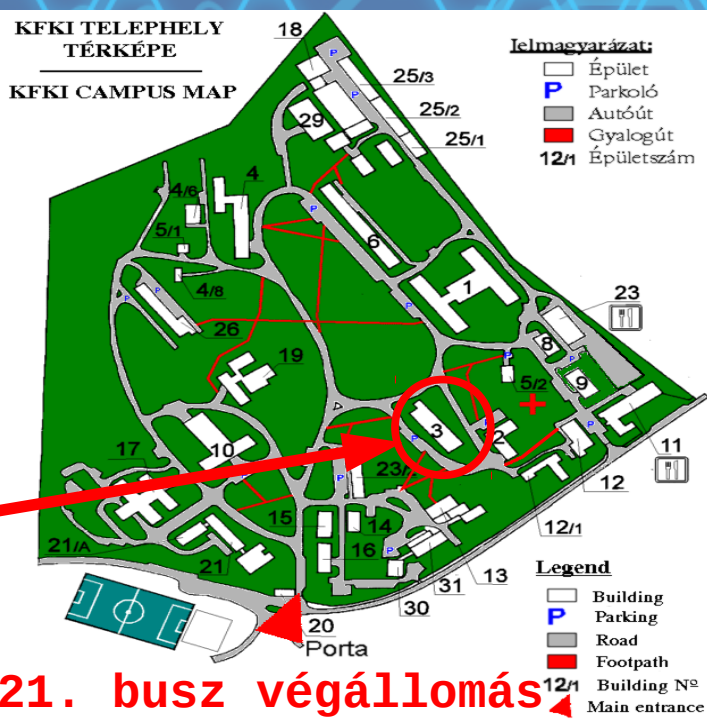 KFKI TELEPHELY
TÉRKÉPE
KFKI CAMPUS MAP
Jelmagyarázat:
Épület
P Parkoló
Autóút
Gyalogút
12/1 Épületszám
18
P
25/3
P
25/2
29
25/1
4/6
4
P
5/1
6
4/8
1
P
P
P
26
23
8
19
P
5/2
9
P
3
2
P
P
10
P
11
17
P
23/
12
15
14
12/1
21/A
21
16
P
13
31
30
20
Porta
Legend
Building
P Parking
Road
Footpath
12/1 Building Nº
Main entrance
21. busz végállomás